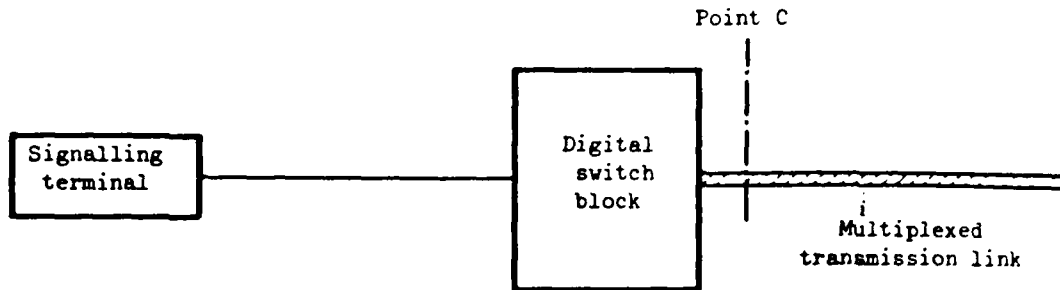 Point C
Signalling
terminal
Digital
switch
block
Multiplexed
transmission link